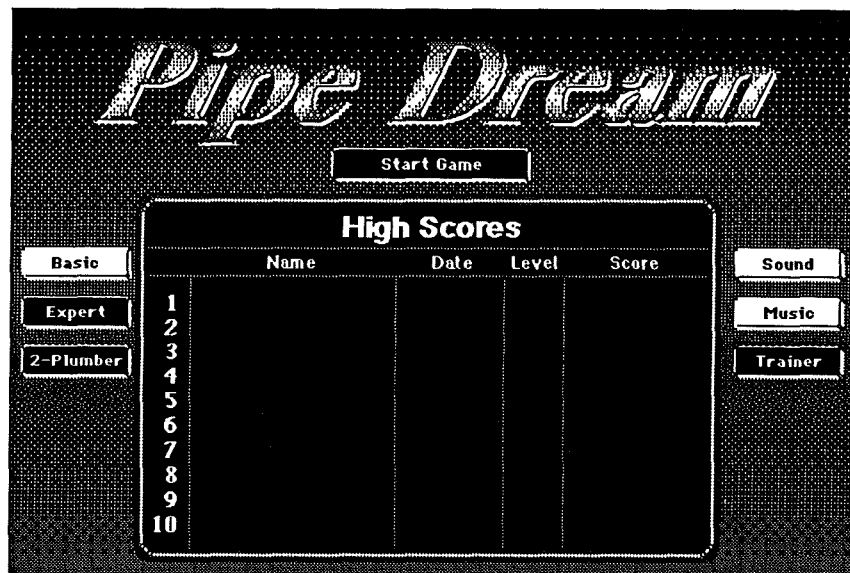 Pipe Dream
Start Game
High Scores
Name Date Level Score
Basic
Expert
2-Plumber
1
2
3
4
5
6
7
8
9
10
Sound
Music
Trainer